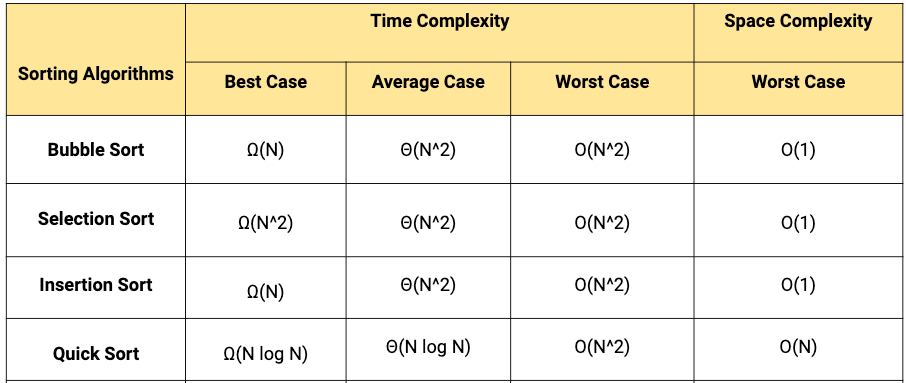 Time Complexity Space Complexity
Sorting Algorithms
Best Case Average Case Worst Case Worst Case
Bubble Sort Ω(N) Θ(N^2) O(N^2) O(1)
Selection Sort Ω(N^2) Θ(N^2) O(N^2) O(1)
Insertion Sort Ω(N) Θ(N^2) O(N^2) O(1)
Quick Sort Ω(N log N) Θ(N log N) O(N^2) O(N)